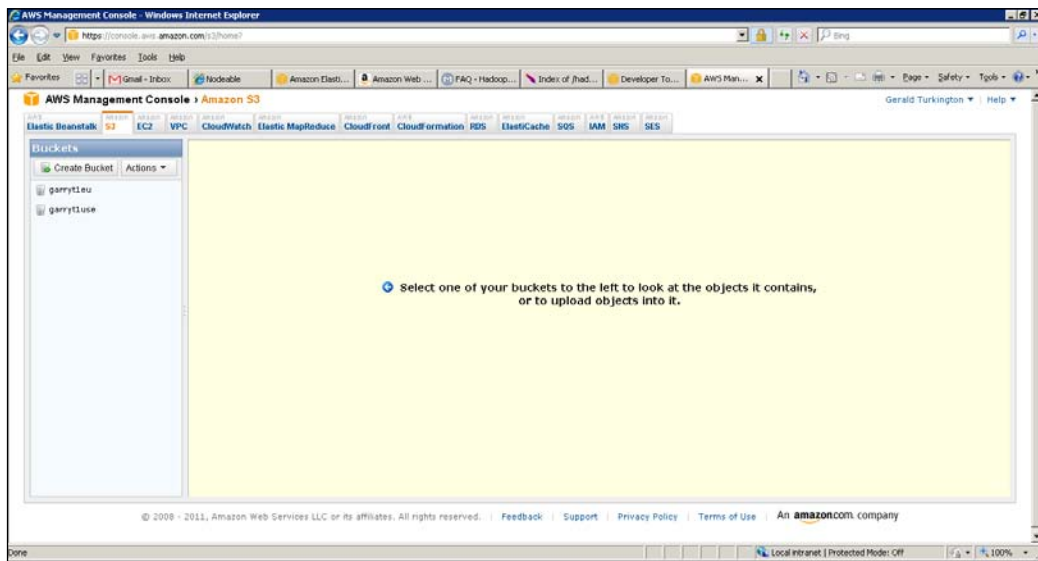 AWS Management Console - Windows Internet Explorer
https://console.aws.amazon.com/s3/home?
Bing
File Edit View Favorites Tools Help
Favorites Gmail - Inbox Nodeable Amazon Elasti... Amazon Web ... FAQ - Hadoop... Index of /had... Developer To... AWS Man... Page Safety Tools
AWS Management Console › Amazon S3 Gerald Turkington Help
Elastic Beanstalk S3 EC2 VPC CloudWatch Elastic MapReduce CloudFront CloudFormation RDS ElastiCache SQS IAM SNS SES
Buckets
Create Bucket Actions
garryt1eu
garryt1use
Select one of your buckets to the left to look at the objects it contains,
or to upload objects into it.
© 2008 - 2011, Amazon Web Services LLC or its affiliates. All rights reserved. Feedback Support Privacy Policy Terms of Use An amazon.com company
Done Local intranet | Protected Mode: Off 100%